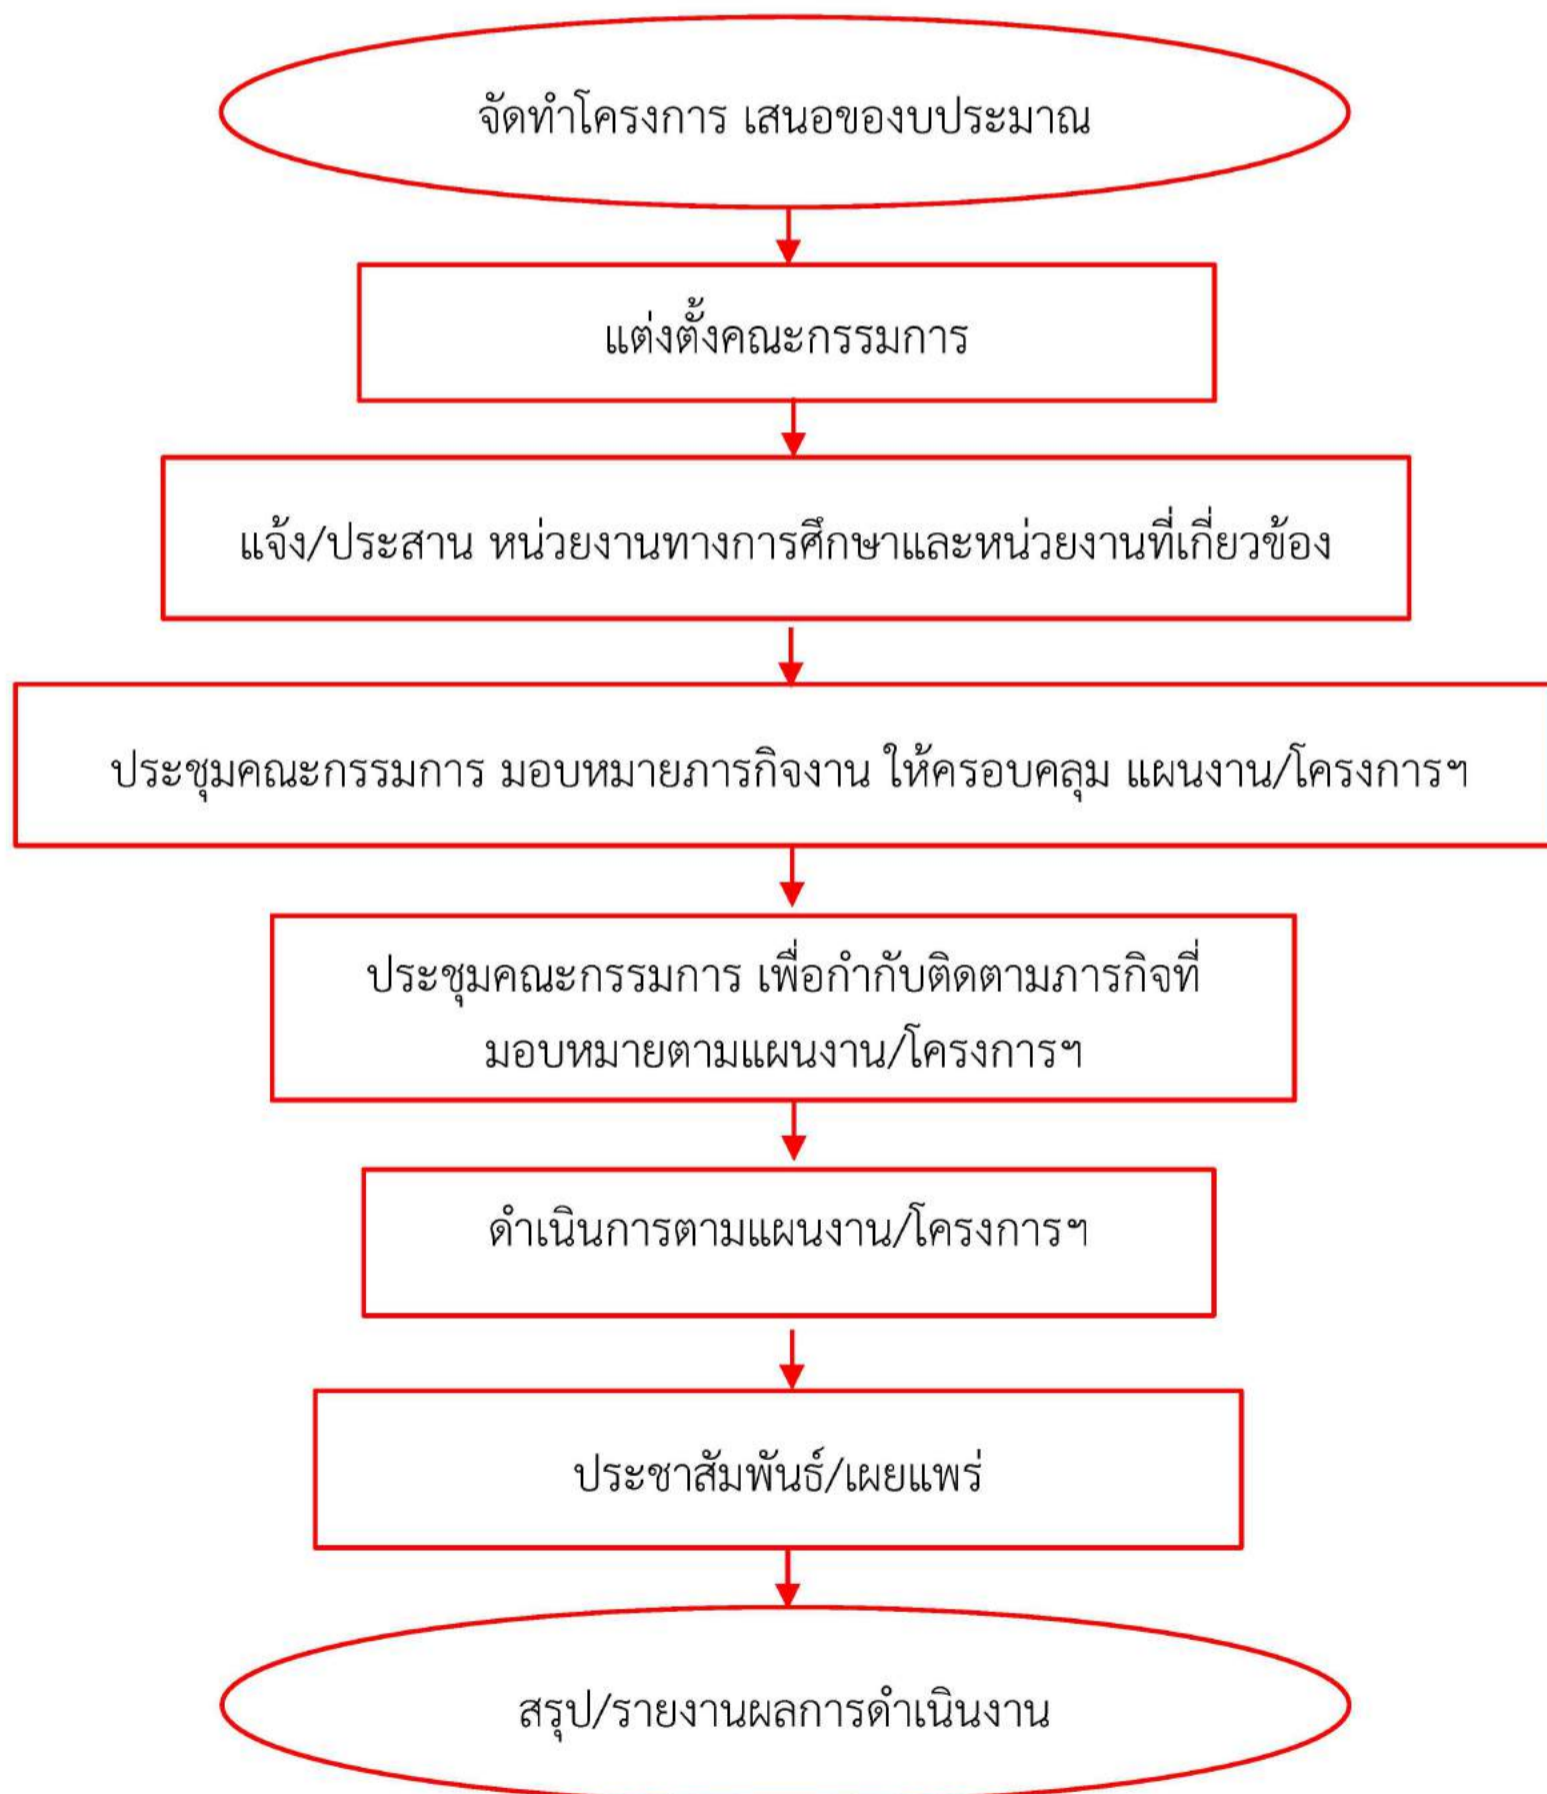 จัดทำโครงการ เสนอของบประมาณ
แต่งตั้งคณะกรรมการ
แจ้ง/ประสาน หน่วยงานทางการศึกษาและหน่วยงานที่เกี่ยวข้อง
ประชุมคณะกรรมการ มอบหมายภารกิจงาน ให้ครอบคลุม แผนงาน/โครงการฯ
ประชุมคณะกรรมการ เพื่อกำกับติดตามภารกิจที่
มอบหมายตามแผนงาน/โครงการฯ
ดำเนินการตามแผนงาน/โครงการฯ
ประชาสัมพันธ์/เผยแพร่
สรุป/รายงานผลการดำเนินงาน